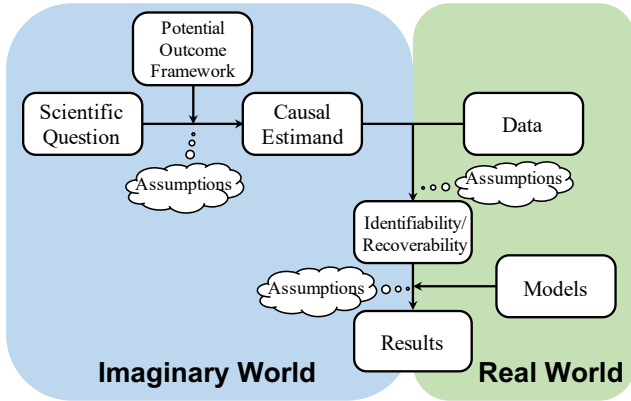 Potential
Outcome
Framework
Scientific
Question
Causal
Estimand
Data
Assumptions
Assumptions
Identifiability/
Recoverability
Assumptions
Models
Results
Imaginary World
Real World